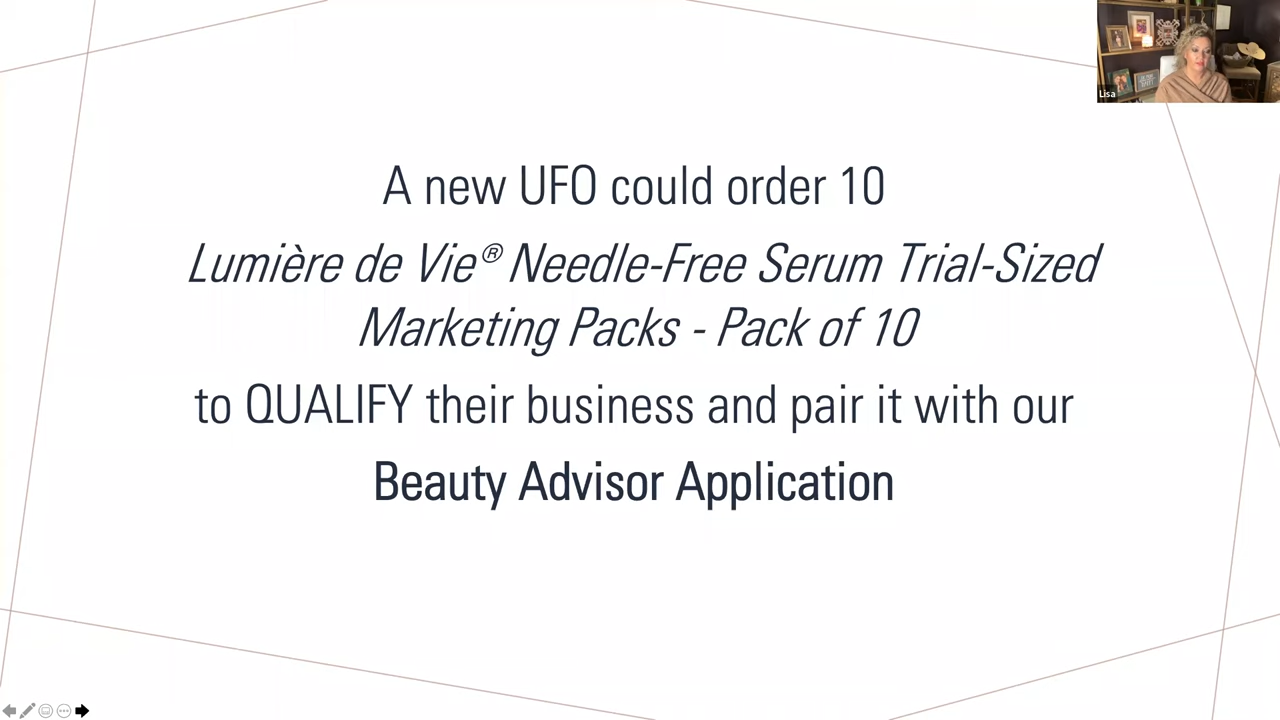 A new UFO could order 10
Lumière de Vie® Needle-Free Serum Trial-Sized
Marketing Packs - Pack of 10
to QUALIFY their business and pair it with our
Beauty Advisor Application
Lisa